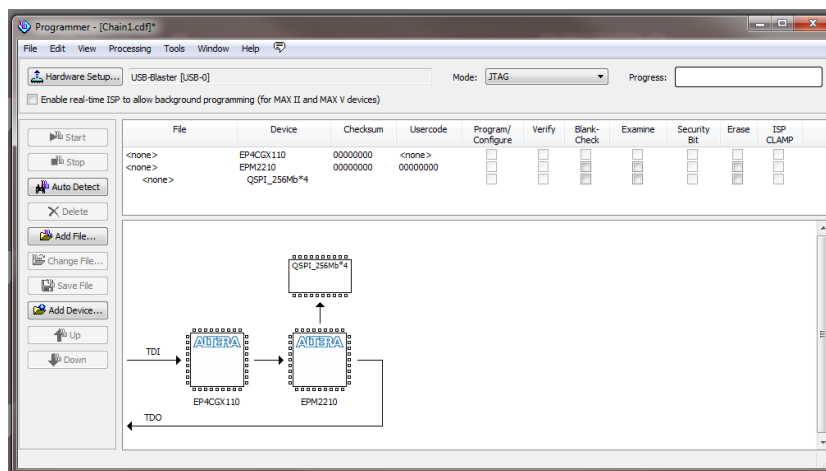 Programmer - [Chain1.cdf]*
File Edit View Processing Tools Window Help
Hardware Setup... USB-Blaster [USB-0] Mode: JTAG Progress:
Enable real-time ISP to allow background programming (for MAX II and MAX V devices)
Start
Stop
Auto Detect
Delete
Add File...
Change File...
Save File
Add Device...
Up
Down
File Device Checksum Usercode Program/ Verify Blank- Examine Security Erase ISP
Configure Check Bit CLAMP
<none> EP4CGX110 00000000 <none>
<none> EPM2210 00000000 00000000
<none> QSPI_256Mb*4
QSPI_256Mb*4
ALTERA ALTERA
TDI
EP4CGX110 EPM2210
TDO